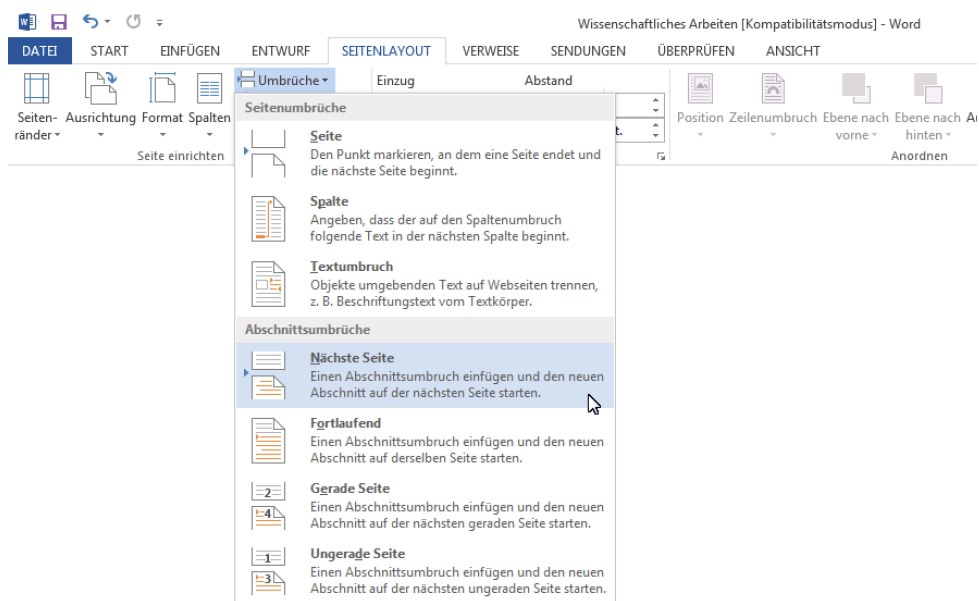 Wissenschaftliches Arbeiten [Kompatibilitätsmodus] - Word
DATEI START EINFÜGEN ENTWURF SEITENLAYOUT VERWEISE SENDUNGEN ÜBERPRÜFEN ANSICHT
Umbrüche Einzug Abstand
Seiten- Ausrichtung Format Spalten Position Zeilenumbruch Ebene nach Ebene nach
ränder vorne hinten
Seite einrichten Anordnen
Seitenumbrüche
Seite
Den Punkt markieren, an dem eine Seite endet und
die nächste Seite beginnt.
Spalte
Angeben, dass der auf den Spaltenumbruch
folgende Text in der nächsten Spalte beginnt.
Textumbruch
Objekte umgebenden Text auf Webseiten trennen,
z. B. Beschriftungstext vom Textkörper.
Abschnittsumbrüche
Nächste Seite
Einen Abschnittsumbruch einfügen und den neuen
Abschnitt auf der nächsten Seite starten.
Fortlaufend
Einen Abschnittsumbruch einfügen und den neuen
Abschnitt auf derselben Seite starten.
2
Gerade Seite
4
Einen Abschnittsumbruch einfügen und den neuen
Abschnitt auf der nächsten geraden Seite starten.
1
Ungerade Seite
3
Einen Abschnittsumbruch einfügen und den neuen
Abschnitt auf der nächsten ungeraden Seite starten.